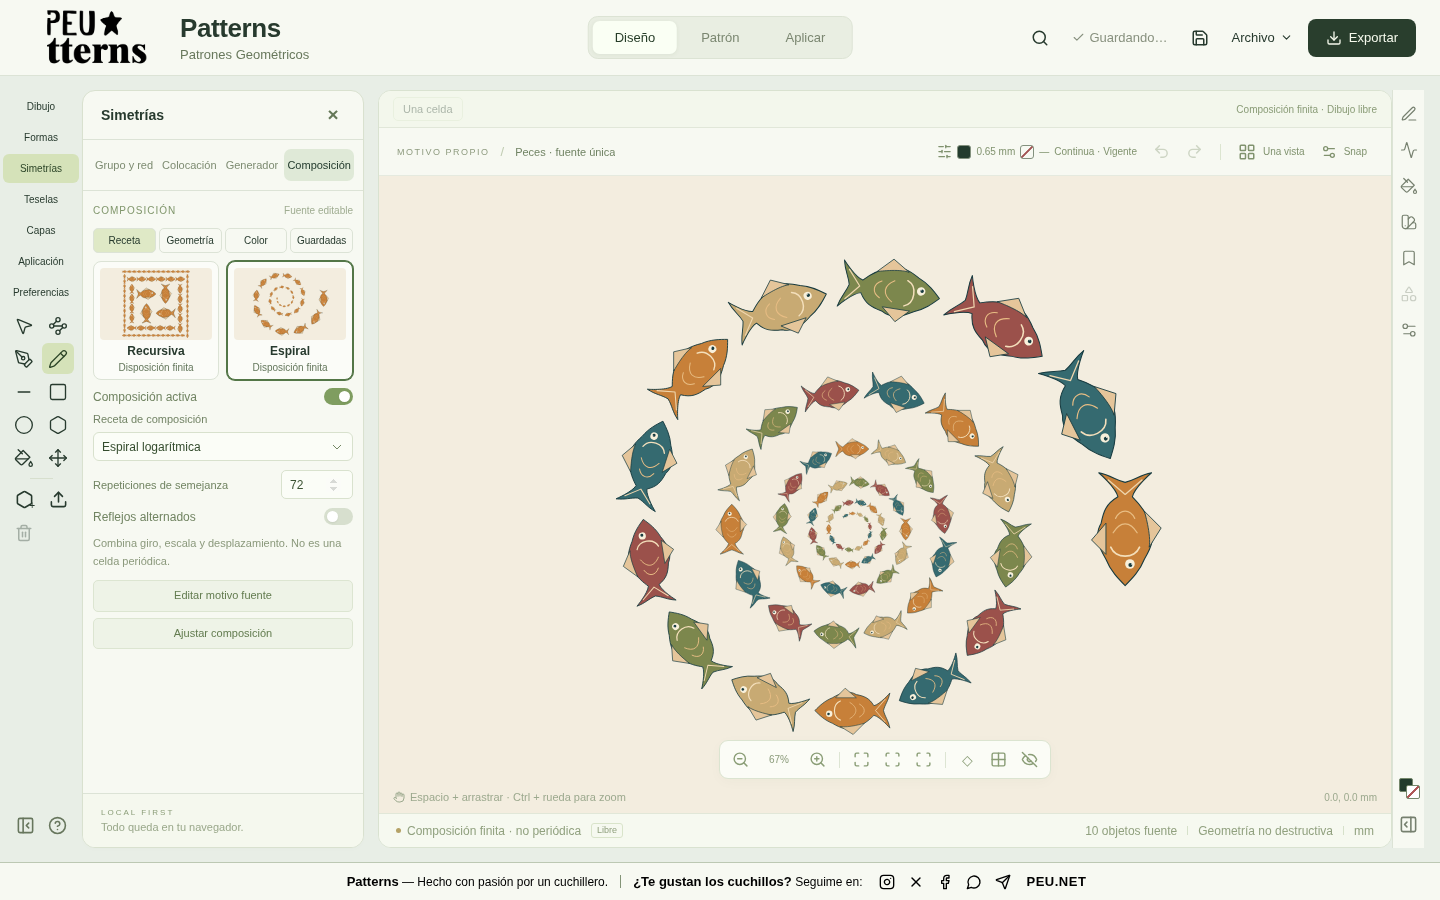 PEU
tterns
Patterns
Patrones Geométricos
Diseño
Patrón
Aplicar
Guardando…
Archivo
Exportar
Dibujo
Formas
Simetrías
Teselas
Capas
Aplicación
Preferencias
Simetrías
Grupo y red
Colocación
Generador
Composición
COMPOSICIÓN
Fuente editable
Receta
Geometría
Color
Guardadas
Recursiva
Disposición finita
Espiral
Disposición finita
Composición activa
Receta de composición
Espiral logarítmica
Repeticiones de semejanza
72
Reflejos alternados
Combina giro, escala y desplazamiento. No es una
celda periódica.
Editar motivo fuente
Ajustar composición
LOCAL FIRST
Todo queda en tu navegador.
Una celda
Composición finita · Dibujo libre
MOTIVO PROPIO / Peces · fuente única
0.65 mm
— Continua · Vigente
Una vista
Snap
67%
Espacio + arrastrar · Ctrl + rueda para zoom
0.0, 0.0 mm
Composición finita · no periódica
Libre
10 objetos fuente
Geometría no destructiva
mm
Patterns — Hecho con pasión por un cuchillero.
¿Te gustan los cuchillos? Seguime en:
PEU.NET